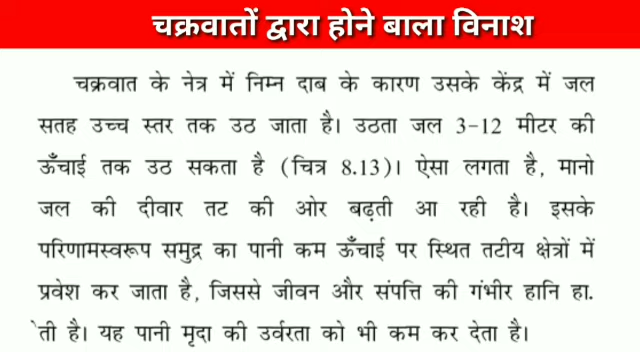 चक्रवातों द्वारा होने बाला विनाश
चक्रवात के नेत्र में निम्न दाब के कारण उसके केंद्र में जल
सतह उच्च स्तर तक उठ जाता है। उठता जल 3-12 मीटर की
ऊँचाई तक उठ सकता है (चित्र 8.13)। ऐसा लगता है, मानो
जल की दीवार तट की ओर बढ़ती आ रही है। इसके
परिणामस्वरूप समुद्र का पानी कम ऊँचाई पर स्थित तटीय क्षेत्रों में
प्रवेश कर जाता है, जिससे जीवन और संपत्ति की गंभीर हानि हा.
ेती है। यह पानी मृदा की उर्वरता को भी कम कर देता है।